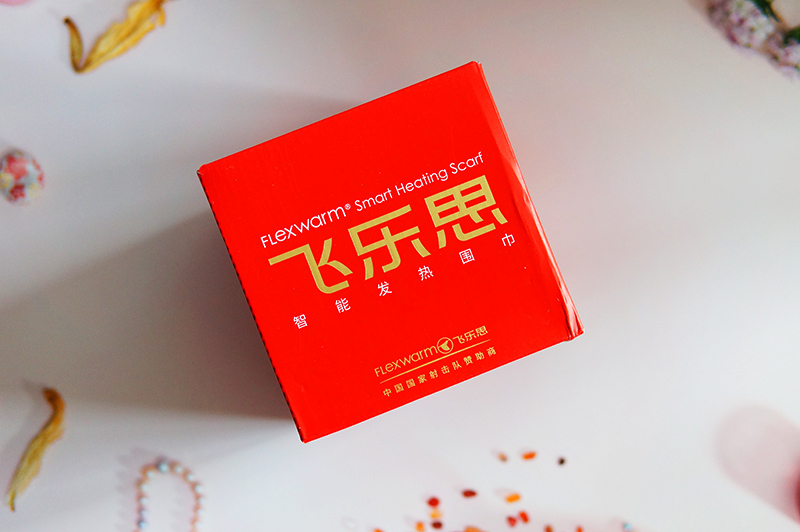 FLexwarm® Smart Heating Scarf
飞乐思
智能发热围巾
FLexwarm 飞乐思
中国国家射击队赞助商